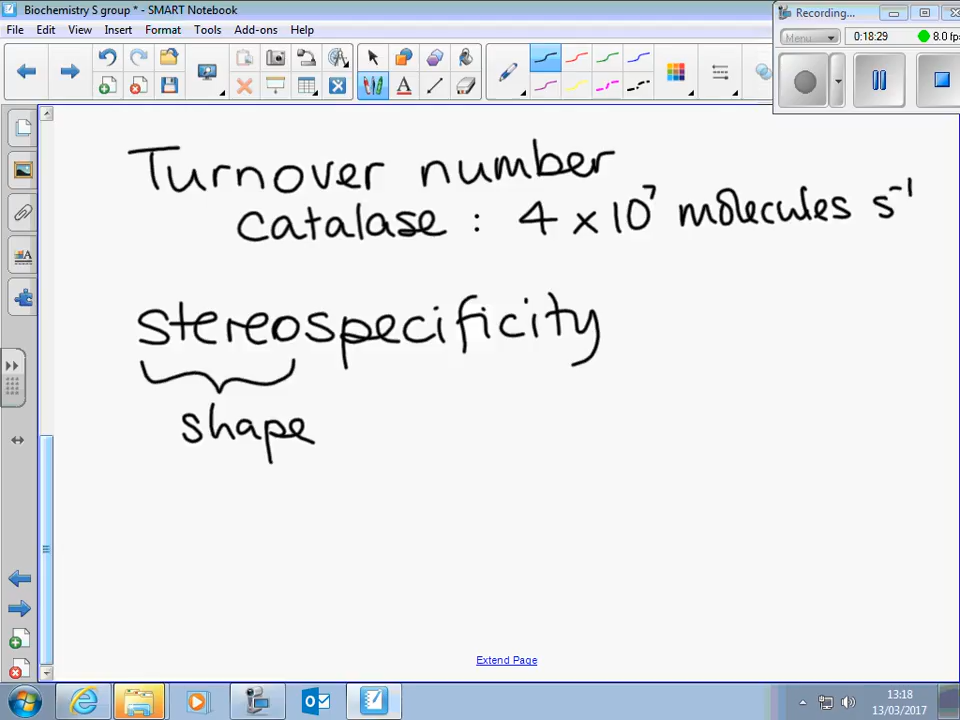 Biochemistry S group * - SMART Notebook
Recording...
File Edit View Insert Format Tools Add-ons Help
Menu 0:18:29 8.0 fp
Turnover number
catalase : 4 x 10⁷ molecules s⁻¹
stereospecificity
shape
Extend Page
13:18
13/03/2017